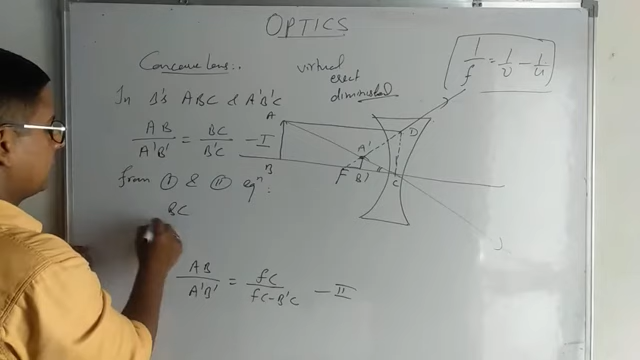 OPTICS
Concave lens:.
virtual
erect
diminished
1/f = 1/v - 1/u
In Δ's ABC & A'B'C
AB/A'B' = BC/B'C - I
from I & II eqn:
BC
AB/A'B' = fC/fC-B'C - II
A
B
A'
B'
F
C
D